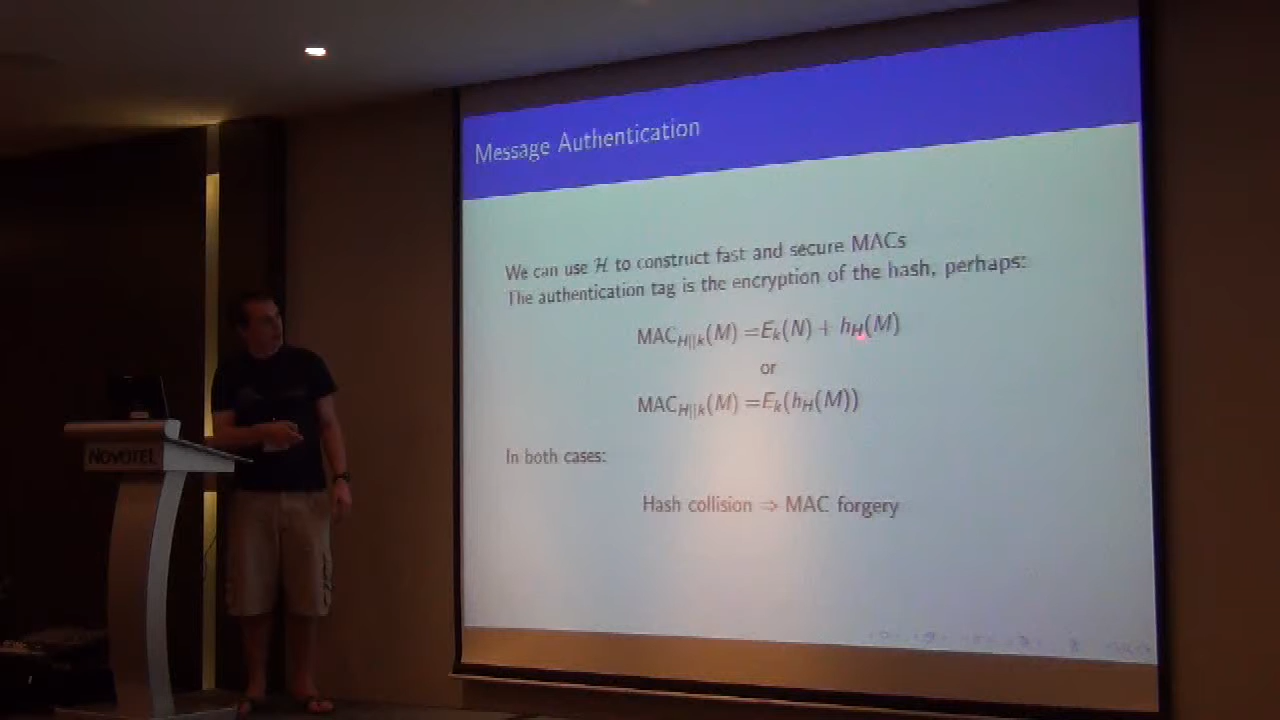 Message Authentication
We can use ℋ to construct fast and secure MACs
The authentication tag is the encryption of the hash, perhaps:
MAC_{H||k}(M) = E_k(N) + h_H(M)
or
MAC_{H||k}(M) = E_k(h_H(M))
In both cases:
Hash collision ⇒ MAC forgery
NOVOTEL